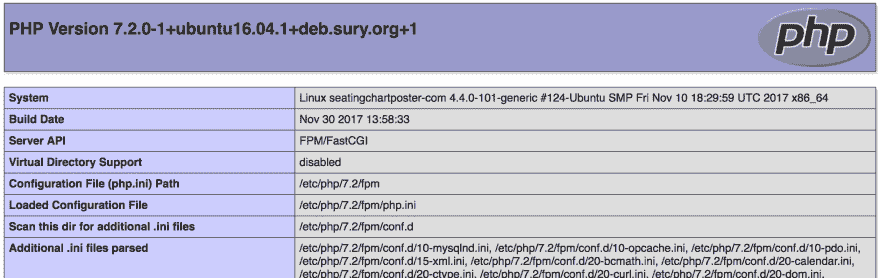 PHP Version 7.2.0-1+ubuntu16.04.1+deb.sury.org+1
php
System Linux seatingchartposter-com 4.4.0-101-generic #124-Ubuntu SMP Fri Nov 10 18:29:59 UTC 2017 x86_64
Build Date Nov 30 2017 13:58:33
Server API FPM/FastCGI
Virtual Directory Support disabled
Configuration File (php.ini) Path /etc/php/7.2/fpm
Loaded Configuration File /etc/php/7.2/fpm/php.ini
Scan this dir for additional .ini files /etc/php/7.2/fpm/conf.d
Additional .ini files parsed /etc/php/7.2/fpm/conf.d/10-mysqlnd.ini, /etc/php/7.2/fpm/conf.d/10-opcache.ini, /etc/php/7.2/fpm/conf.d/10-pdo.ini,
/etc/php/7.2/fpm/conf.d/15-xml.ini, /etc/php/7.2/fpm/conf.d/20-bcmath.ini, /etc/php/7.2/fpm/conf.d/20-calendar.ini,
/etc/php/7.2/fpm/conf.d/20-ctype.ini, /etc/php/7.2/fpm/conf.d/20-curl.ini, /etc/php/7.2/fpm/conf.d/20-dom.ini,